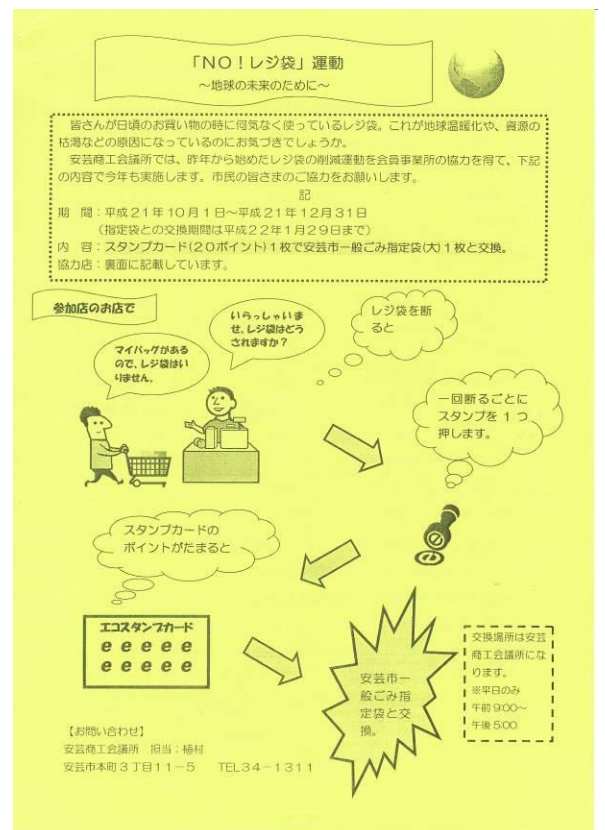 「NO!レジ袋」運動
~地球の未来のために~
皆さんが日頃のお買い物の時に何気なく使っているレジ袋。これが地球温暖化や、資源の
枯渇などの原因になっているのにお気づきでしょうか。
安芸商工会議所では、昨年から始めたレジ袋の削減運動を会員事業所の協力を得て、下記
の内容で今年も実施します。市民の皆さまのご協力をお願いします。
記
期 間:平成21年10月1日~平成21年12月31日
(指定袋との交換期間は平成22年1月29日まで)
内 容:スタンプカード(20ポイント)1枚で安芸市一般ごみ指定袋(大)1枚と交換。
協力店:裏面に記載しています。
参加店のお店で
いらっしゃいま
せ、レジ袋はどう
されますか?
マイバッグがある
ので、レジ袋はい
りません。
レジ袋を断
ると
一回断るごとに
スタンプを1つ
押します。
スタンプカードの
ポイントがたまると
エコスタンプカード
e e e e e
e e e e e
安芸市一
般ごみ指
定袋と交
換。
交換場所は安芸
商工会議所にな
ります。
※平日のみ
午前9:00~
午後5:00
【お問い合わせ】
安芸商工会議所 担当:植村
安芸市本町3丁目11-5 TEL34-1311